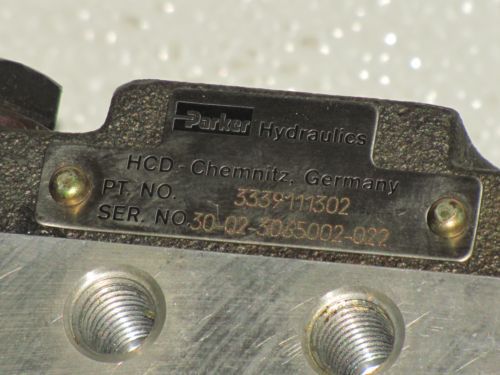 Parker Hydraulics
HCD - Chemnitz, Germany
PT. NO. 3339111302
SER. NO. 30-02-3065002-022